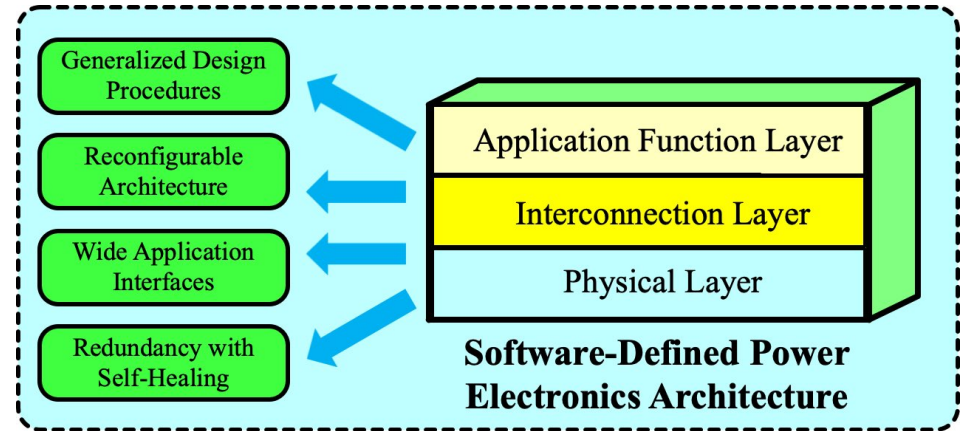 Generalized Design
Procedures
Reconfigurable
Architecture
Wide Application
Interfaces
Redundancy with
Self-Healing
Application Function Layer
Interconnection Layer
Physical Layer
Software-Defined Power
Electronics Architecture